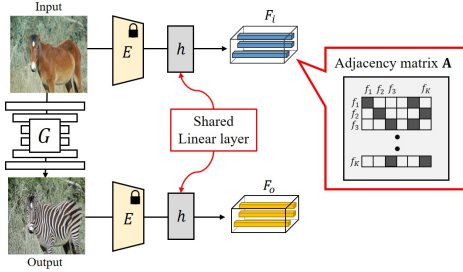 Input
E
h
F_i
Adjacency matrix A
f_1 f_2 f_3 f_K
f_1
f_2
f_3
f_K
G
Shared
Linear layer
E
h
F_o
Output